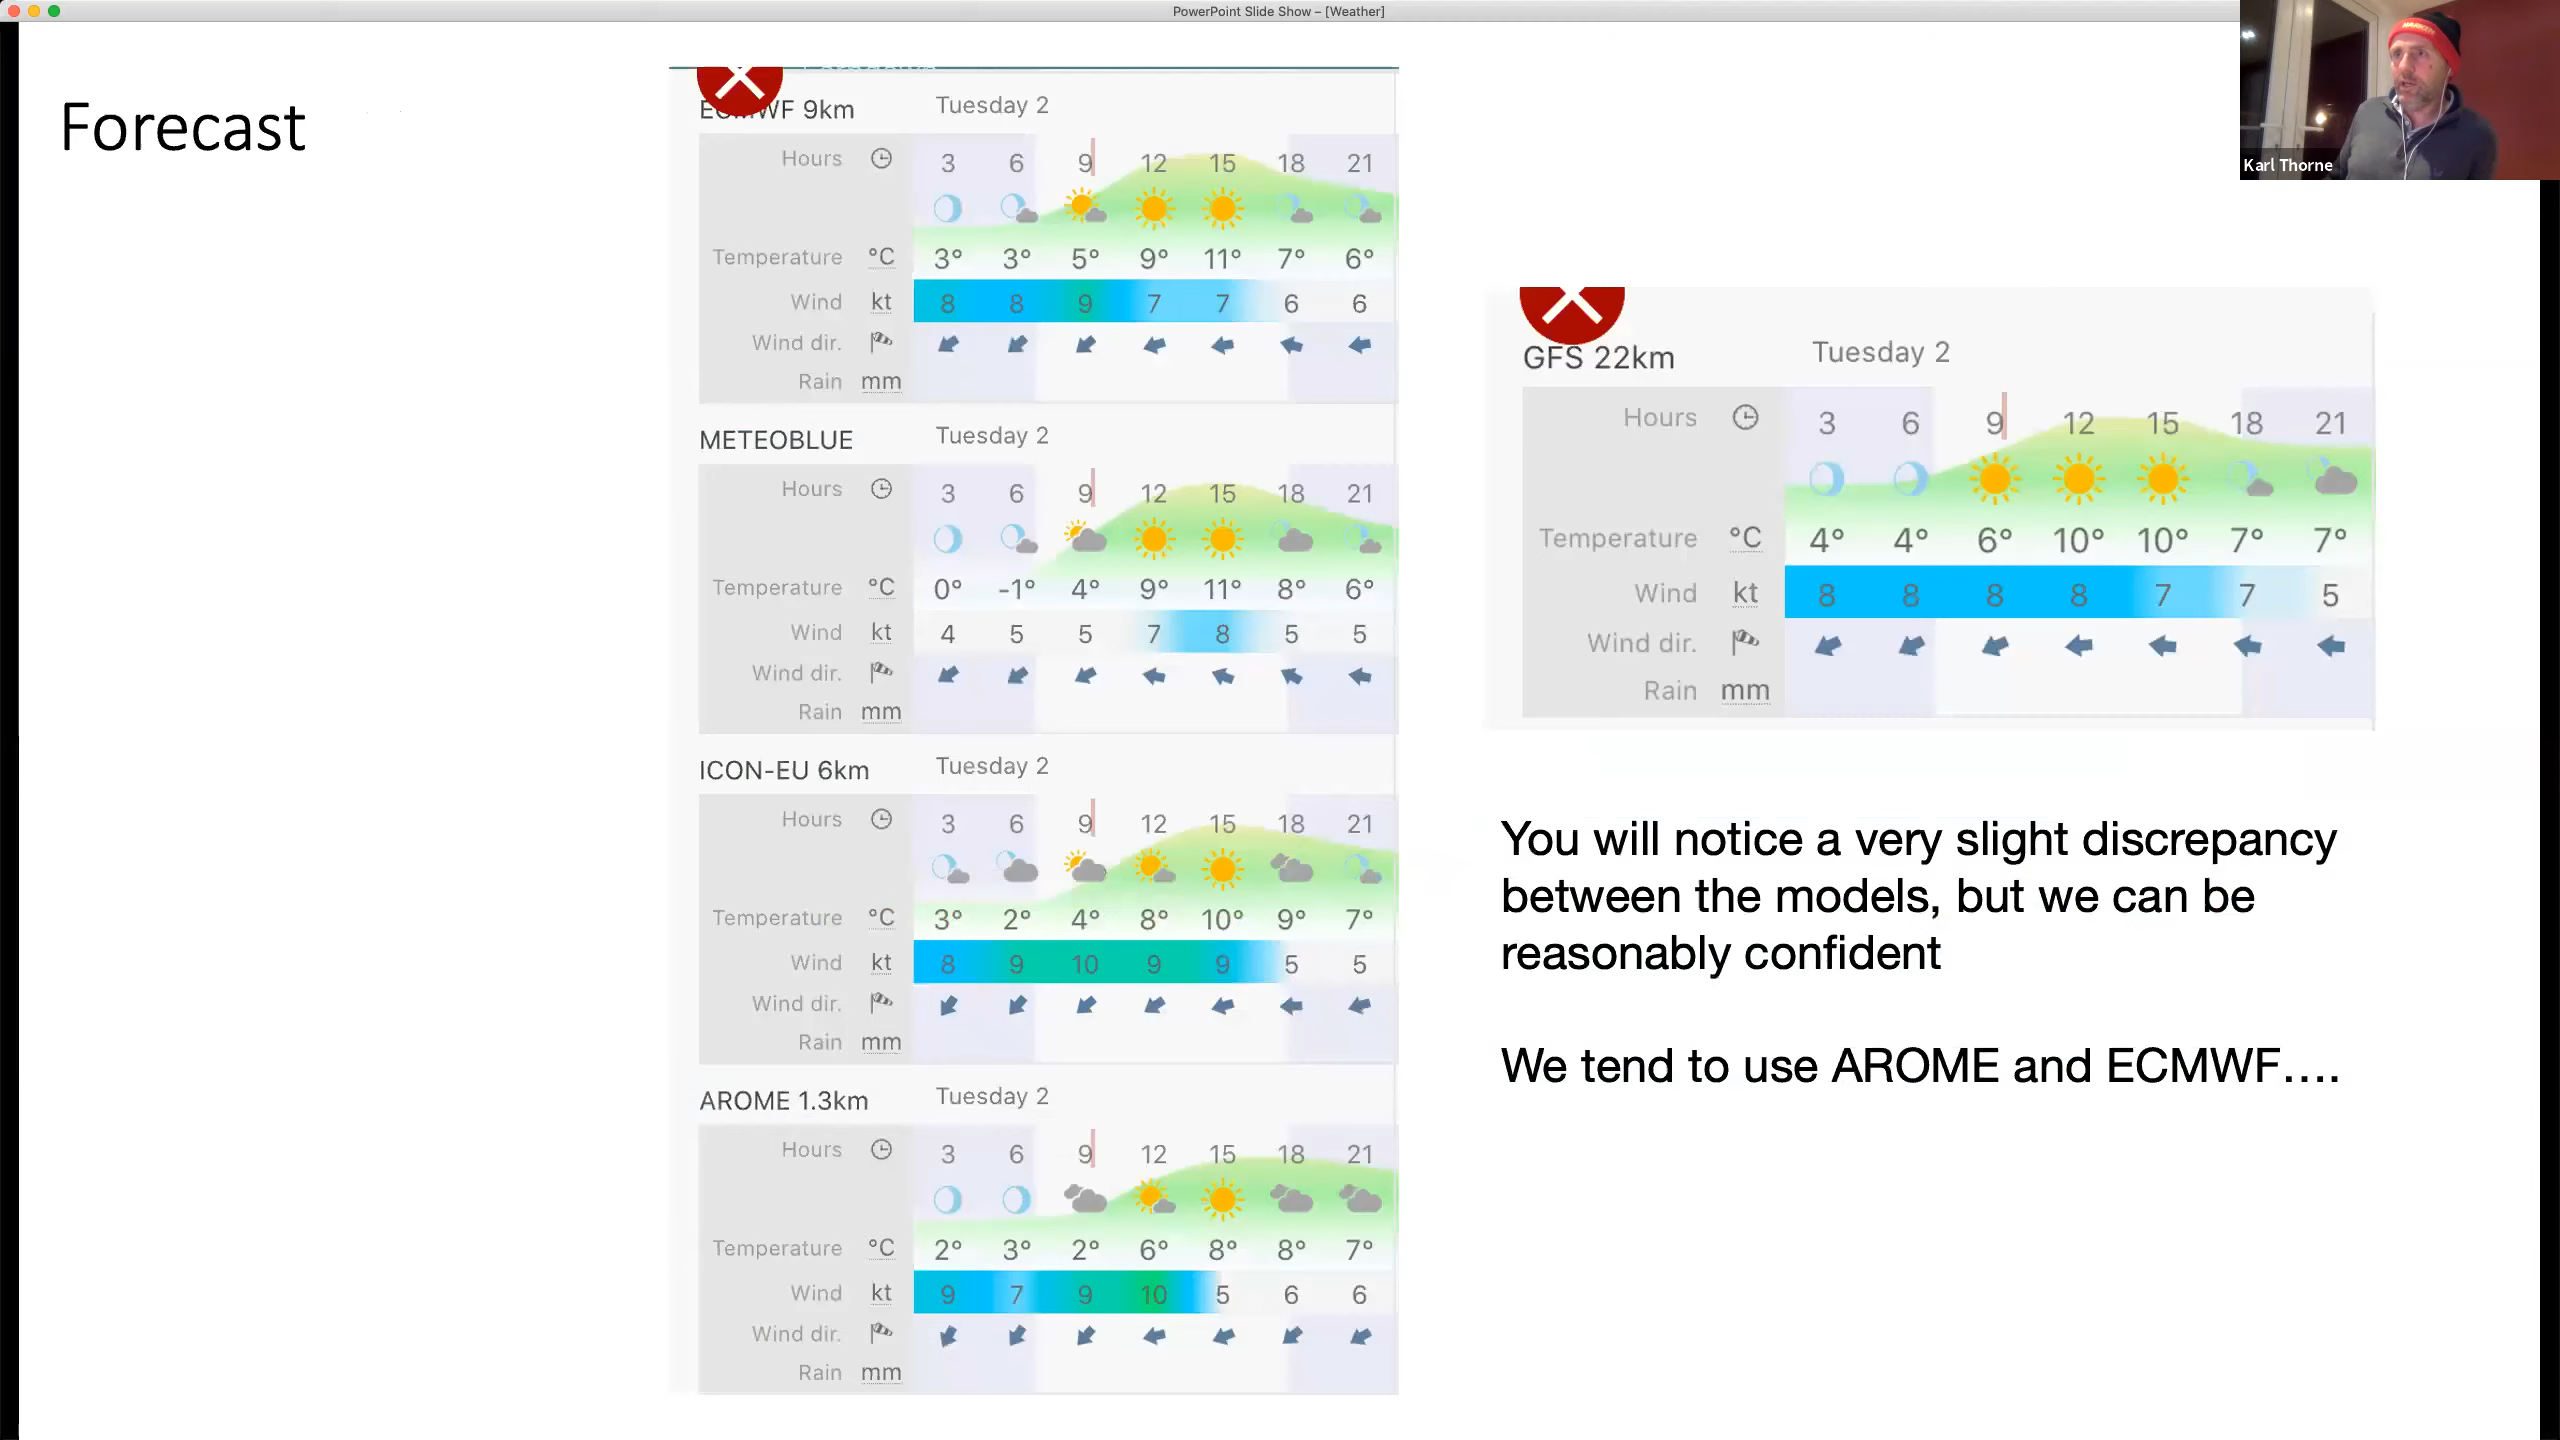 PowerPoint Slide Show – [Weather]
Forecast
Karl Thorne
ECMWF 9km Tuesday 2
Hours 3 6 9 12 15 18 21
Temperature °C 3° 3° 5° 9° 11° 7° 6°
Wind kt 8 8 9 7 7 6 6
Wind dir.
Rain mm
METEOBLUE Tuesday 2
Hours 3 6 9 12 15 18 21
Temperature °C 0° -1° 4° 9° 11° 8° 6°
Wind kt 4 5 5 7 8 5 5
Wind dir.
Rain mm
ICON-EU 6km Tuesday 2
Hours 3 6 9 12 15 18 21
Temperature °C 3° 2° 4° 8° 10° 9° 7°
Wind kt 8 9 10 9 9 5 5
Wind dir.
Rain mm
AROME 1.3km Tuesday 2
Hours 3 6 9 12 15 18 21
Temperature °C 2° 3° 2° 6° 8° 8° 7°
Wind kt 9 7 9 10 5 6 6
Wind dir.
Rain mm
GFS 22km Tuesday 2
Hours 3 6 9 12 15 18 21
Temperature °C 4° 4° 6° 10° 10° 7° 7°
Wind kt 8 8 8 8 7 7 5
Wind dir.
Rain mm
You will notice a very slight discrepancy
between the models, but we can be
reasonably confident
We tend to use AROME and ECMWF....